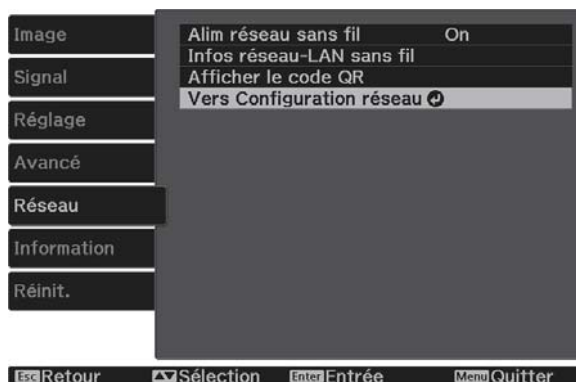 Image
Signal
Réglage
Avancé
Réseau
Information
Réinit.
Alim réseau sans fil On
Infos réseau-LAN sans fil
Afficher le code QR
Vers Configuration réseau
Esc Retour Sélection Enter Entrée Menu Quitter